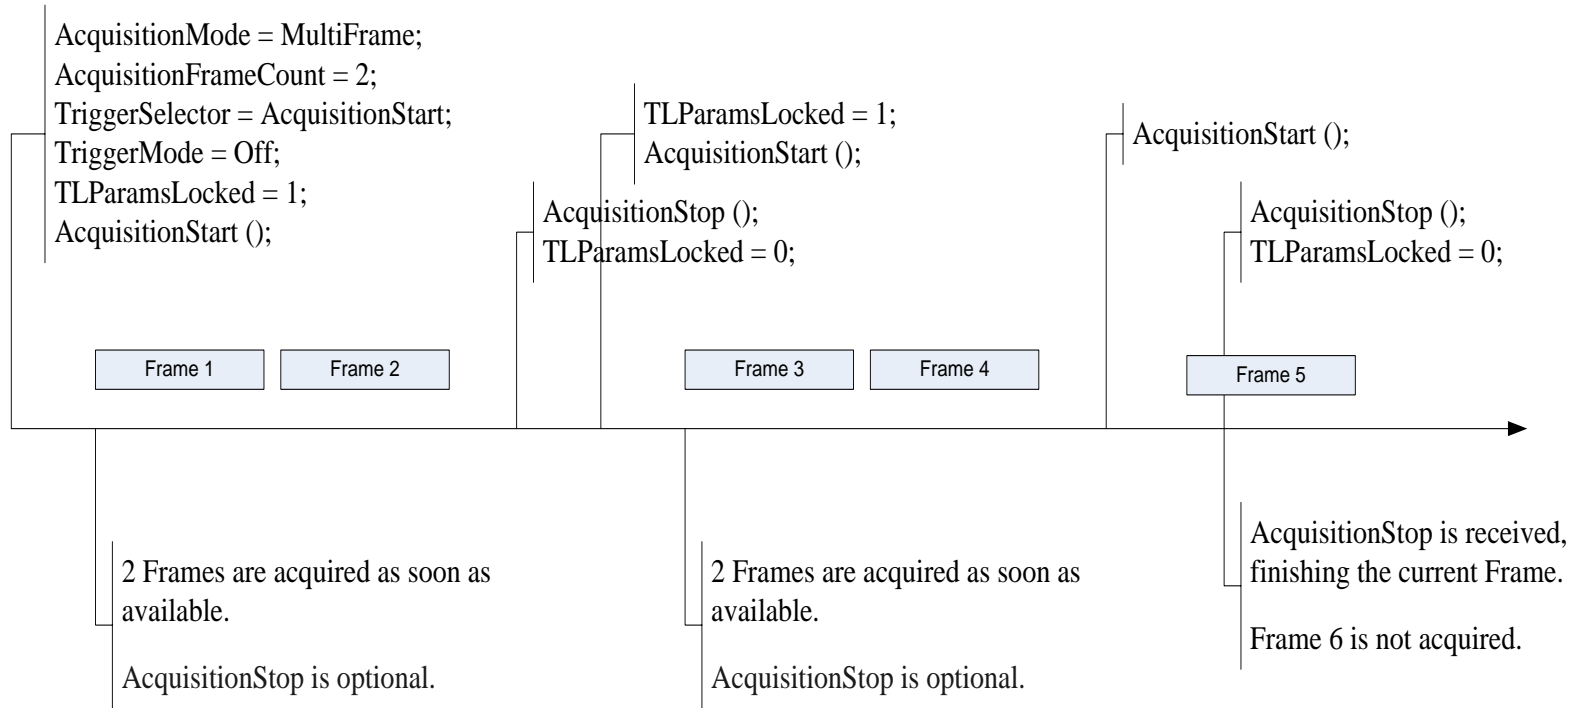 AcquisitionMode = MultiFrame;
AcquisitionFrameCount = 2;
TriggerSelector = AcquisitionStart;
TriggerMode = Off;
TLParamsLocked = 1;
AcquisitionStart ();
AcquisitionStop ();
TLParamsLocked = 0;
TLParamsLocked = 1;
AcquisitionStart ();
AcquisitionStart ();
AcquisitionStop ();
TLParamsLocked = 0;
Frame 1
Frame 2
Frame 3
Frame 4
Frame 5
2 Frames are acquired as soon as
available.
AcquisitionStop is optional.
2 Frames are acquired as soon as
available.
AcquisitionStop is optional.
AcquisitionStop is received,
finishing the current Frame.
Frame 6 is not acquired.